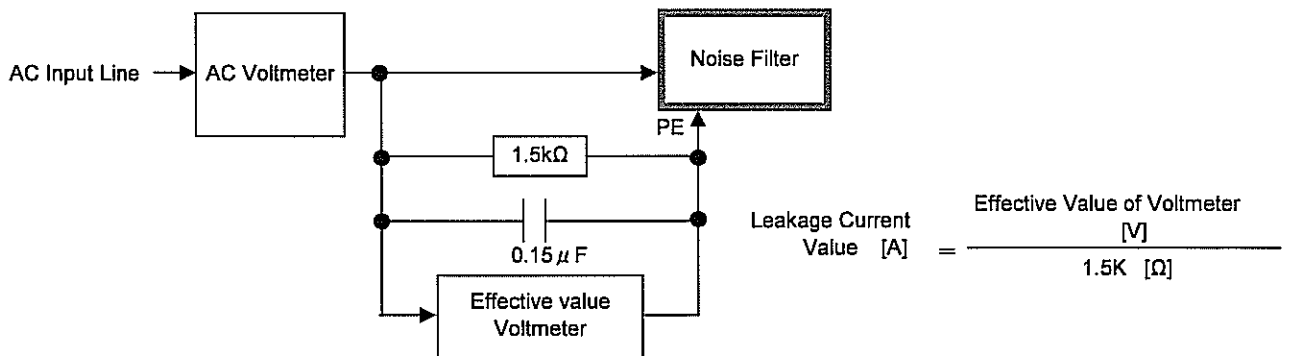 AC Input Line
AC Voltmeter
Noise Filter
PE
1.5kΩ
0.15μF
Effective value
Voltmeter
Leakage Current
Value [A]
=
Effective Value of Voltmeter
[V]
1.5K [Ω]